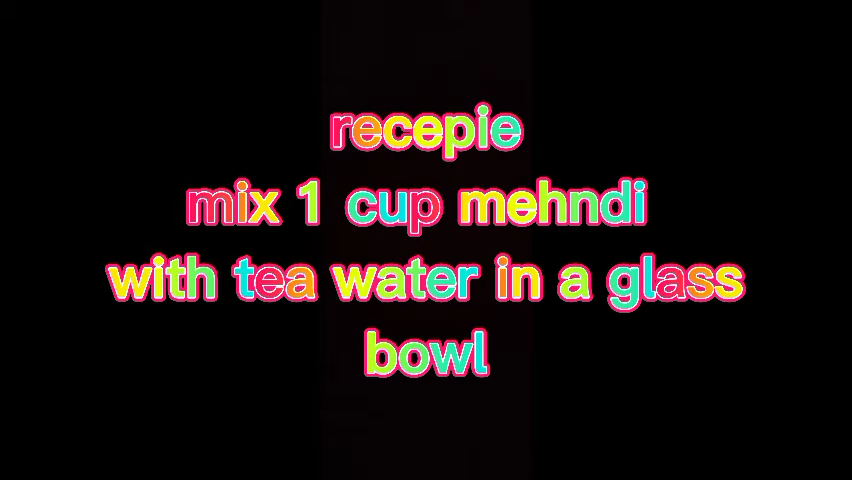 recepie
mix 1 cup mehndi
with tea water in a glass
bowl